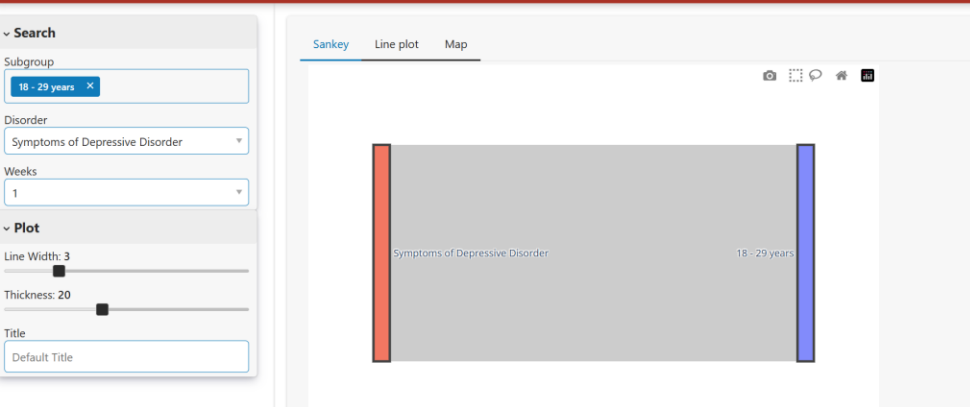 Search
Subgroup
18 - 29 years ×
Disorder
Symptoms of Depressive Disorder
Weeks
1
Plot
Line Width: 3
Thickness: 20
Title
Default Title
Sankey Line plot Map
Symptoms of Depressive Disorder 18 - 29 years